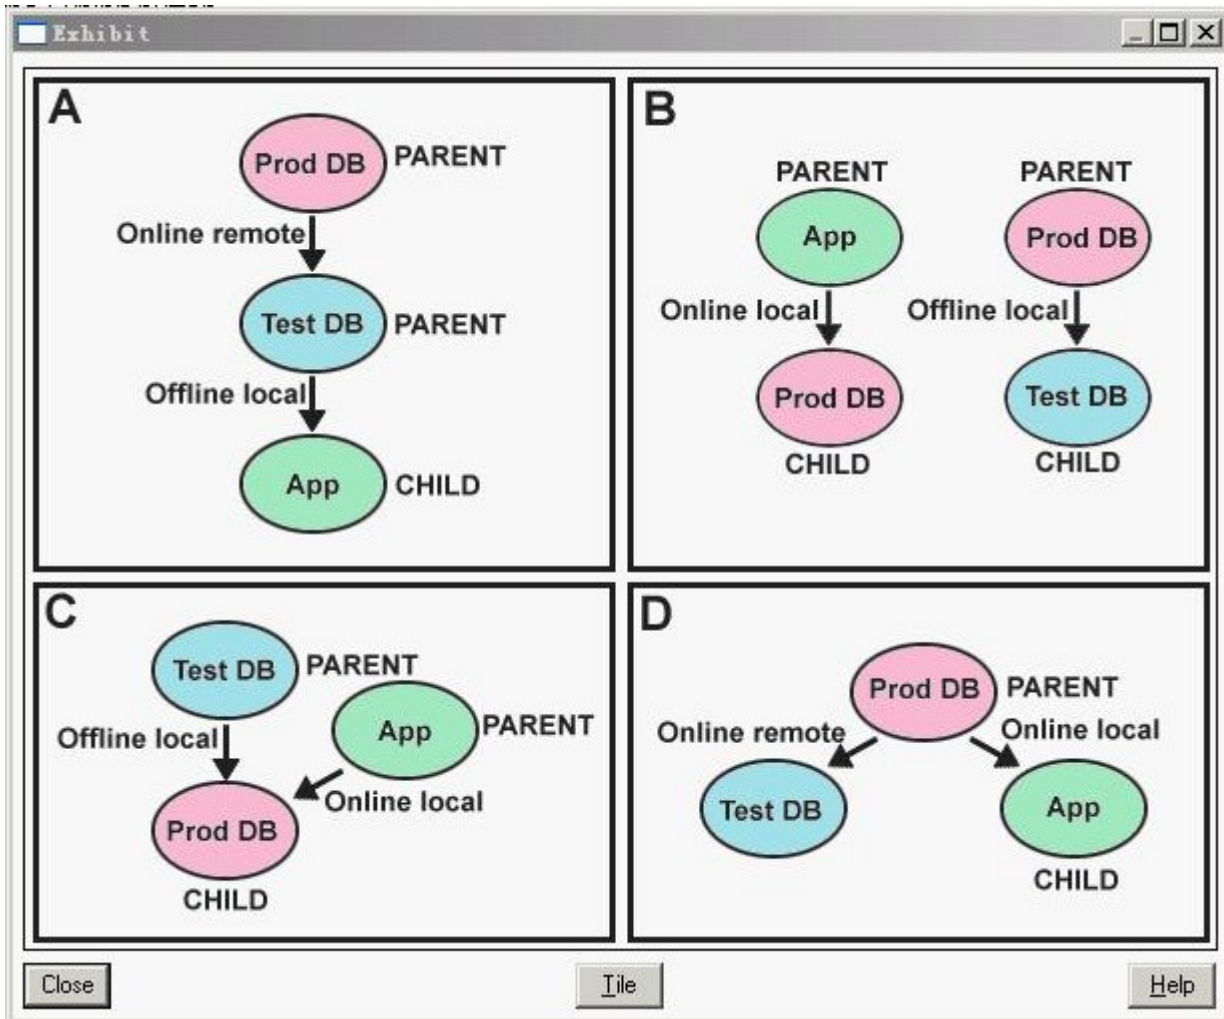 Exhibit
A
Prod DB PARENT
Online remote
Test DB PARENT
Offline local
App CHILD
B
PARENT PARENT
App Prod DB
Online local Offline local
Prod DB Test DB
CHILD CHILD
C
Test DB PARENT
App PARENT
Offline local
Online local
Prod DB
CHILD
D
Prod DB PARENT
Online remote Online local
Test DB App
CHILD
Close Tile Help